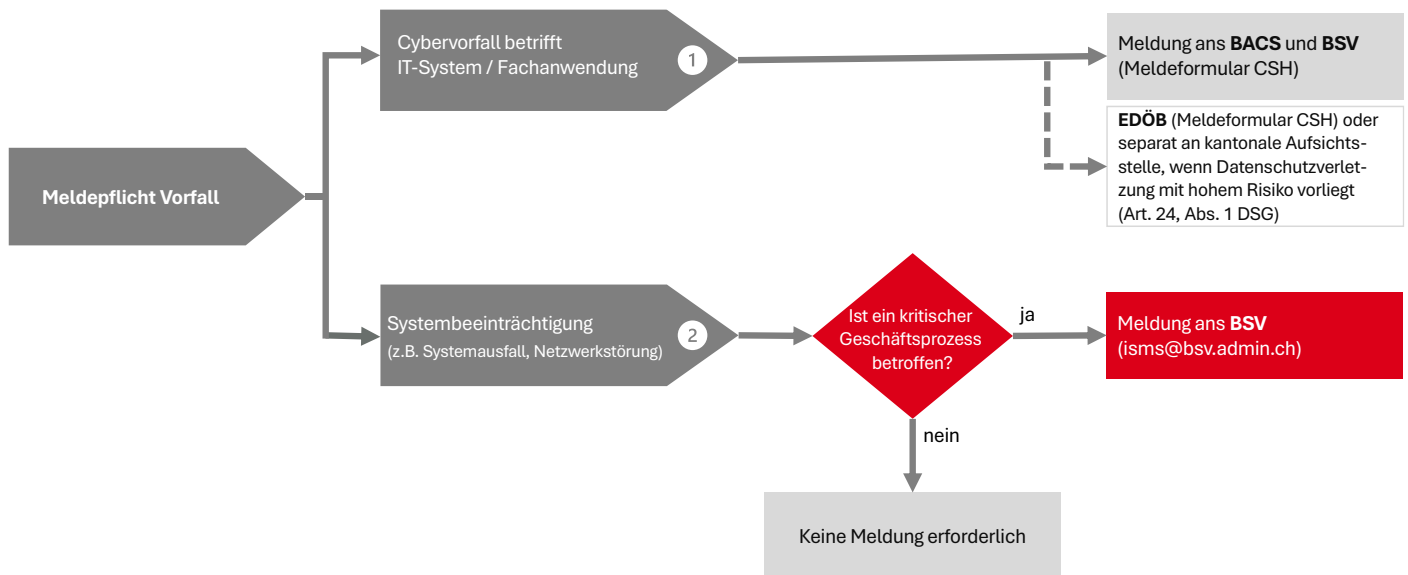 Cybervorfall betrifft
IT-System / Fachanwendung
1
Meldung ans BACS und BSV
(Meldeformular CSH)
EDÖB (Meldeformular CSH) oder
separat an kantonale Aufsichts-
stelle, wenn Datenschutzverlet-
zung mit hohem Risiko vorliegt
(Art. 24, Abs. 1 DSG)
Meldepflicht Vorfall
Systembeeinträchtigung
(z.B. Systemausfall, Netzwerkstörung)
2
Ist ein kritischer
Geschäftsprozess
betroffen?
ja
Meldung ans BSV
(isms@bsv.admin.ch)
nein
Keine Meldung erforderlich